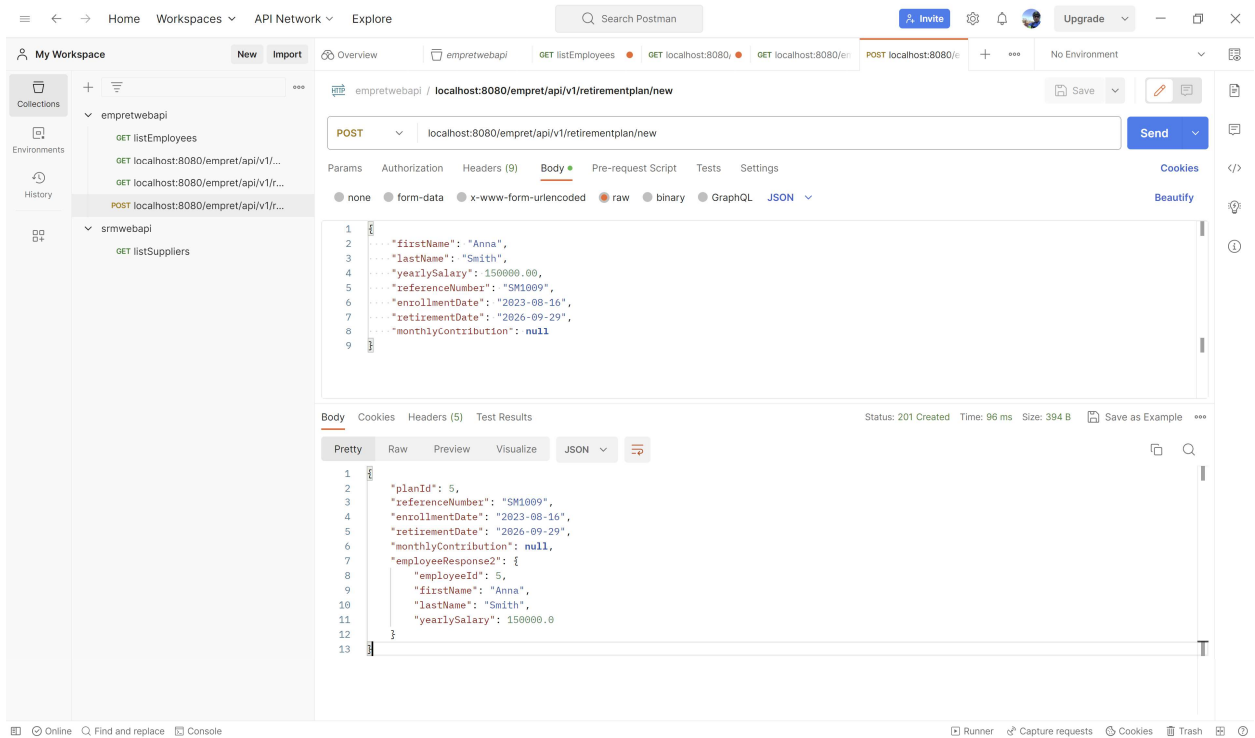 Home Workspaces API Network Explore Search Postman Invite Upgrade
My Workspace New Import Overview empretwebapi GET listEmployees GET localhost:8080/ GET localhost:8080/em POST localhost:8080/e No Environment
Collections
Environments
History
empretwebapi
GET listEmployees
GET localhost:8080/empret/api/v1/...
GET localhost:8080/empret/api/v1/r...
POST localhost:8080/empret/api/v1/r...
srmwebapi
GET listSuppliers
HTTP empretwebapi / localhost:8080/empret/api/v1/retirementplan/new Save
POST localhost:8080/empret/api/v1/retirementplan/new Send
Params Authorization Headers (9) Body Pre-request Script Tests Settings Cookies
none form-data x-www-form-urlencoded raw binary GraphQL JSON Beautify
1 {
2 "firstName": "Anna",
3 "lastName": "Smith",
4 "yearlySalary": 150000.00,
5 "referenceNumber": "SM1009",
6 "enrollmentDate": "2023-08-16",
7 "retirementDate": "2026-09-29",
8 "monthlyContribution": null
9 }
Body Cookies Headers (5) Test Results Status: 201 Created Time: 96 ms Size: 394 B Save as Example
Pretty Raw Preview Visualize JSON
1 {
2 "planId": 5,
3 "referenceNumber": "SM1009",
4 "enrollmentDate": "2023-08-16",
5 "retirementDate": "2026-09-29",
6 "monthlyContribution": null,
7 "employeeResponse2": {
8 "employeeId": 5,
9 "firstName": "Anna",
10 "lastName": "Smith",
11 "yearlySalary": 150000.0
12 }
13 }
Online Find and replace Console Runner Capture requests Cookies Trash